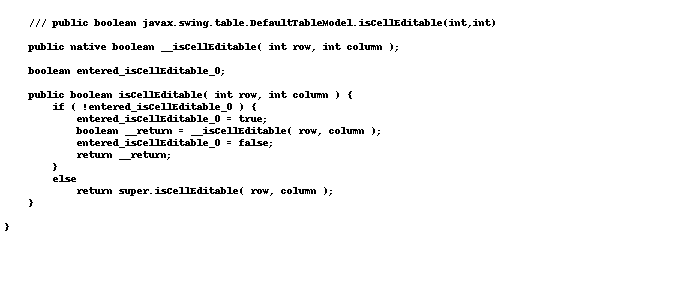 /// public boolean javax.swing.table.DefaultTableModel.isCellEditable(int,int)
public native boolean __isCellEditable( int row, int column );
boolean entered_isCellEditable_0;
public boolean isCellEditable( int row, int column ) {
if ( !entered_isCellEditable_0 ) {
entered_isCellEditable_0 = true;
boolean __return = __isCellEditable( row, column );
entered_isCellEditable_0 = false;
return __return;
}
else
return super.isCellEditable( row, column );
}
}